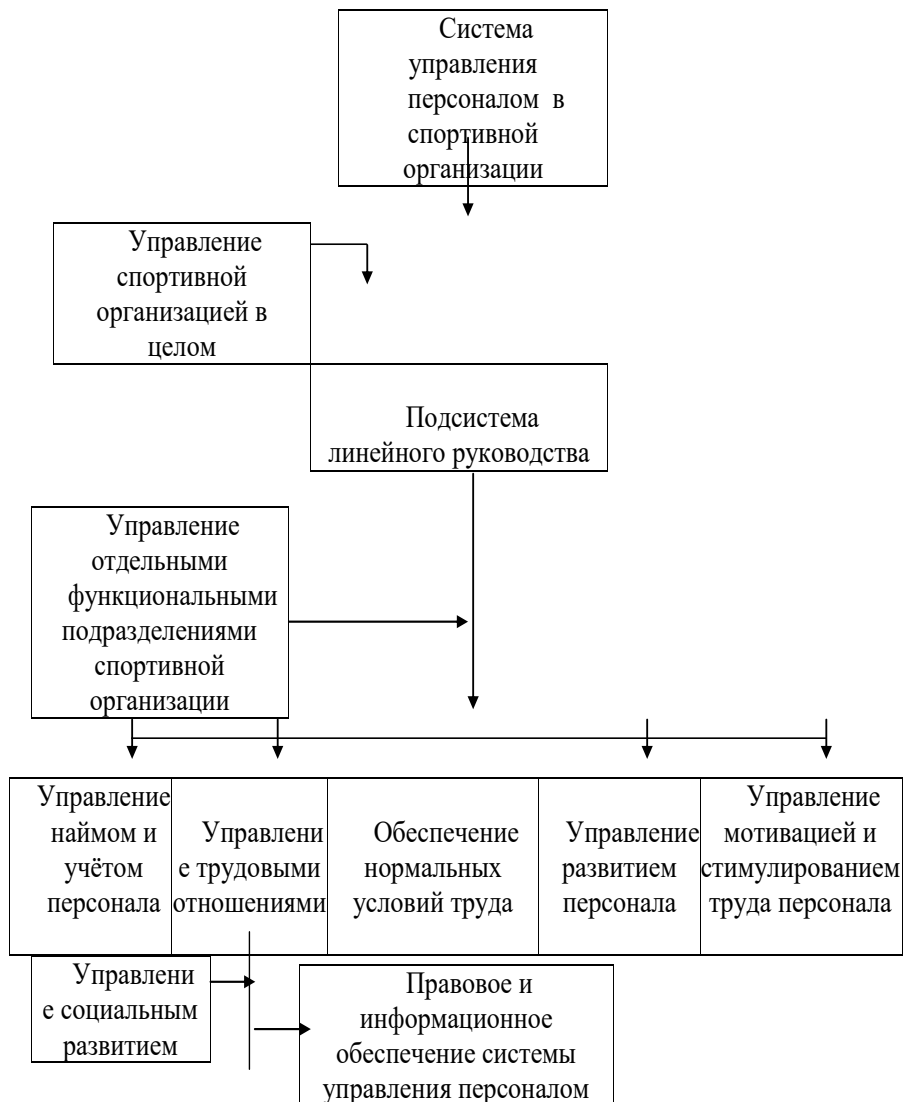 Система
управления
персоналом в
спортивной
организации
Управление
спортивной
организацией в
целом
Подсистема
линейного руководства
Управление
отдельными
функциональными
подразделениями
спортивной
организации
Управление
наймом и
учётом
персонала
Управлени
е трудовыми
отношениями
Обеспечение
нормальных
условий труда
Управление
развитием
персонала
Управление
мотивацией и
стимулированием
труда персонала
Управлени
е социальным
развитием
Правовое и
информационное
обеспечение системы
управления персоналом